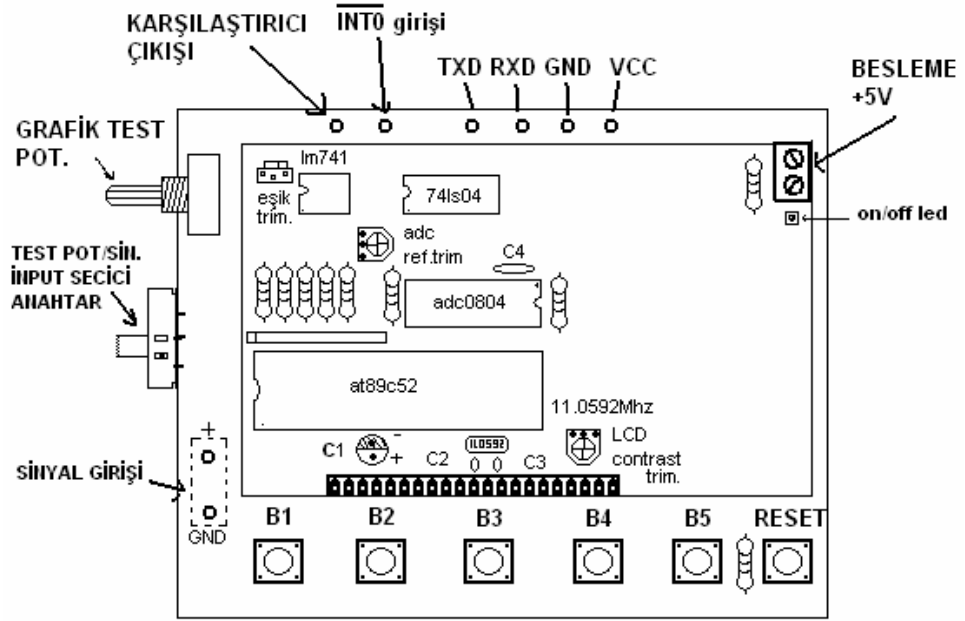 KARŞILAŞTIRICI
ÇIKIŞI
INT0 girişi
TXD RXD GND VCC
BESLEME
+5V
GRAFİK TEST
POT.
lm741
eşik
trim.
74ls04
on/off led
adc
ref.trim
C4
TEST POT/SİN.
İNPUT SECİCİ
ANAHTAR
adc0804
at89c52
11.0592Mhz
LCD
contrast
trim.
C1
-
+
C2
11.0592
C3
+
SİNYAL GİRİŞİ
GND
B1 B2 B3 B4 B5 RESET